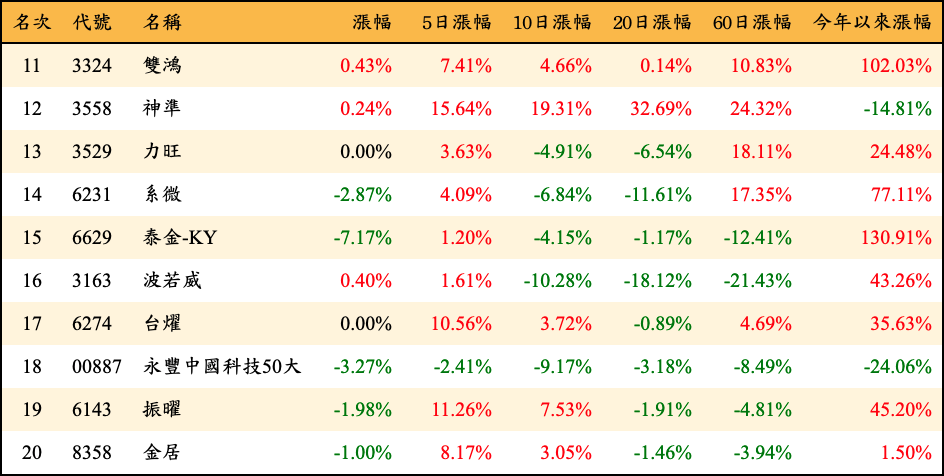 名次 代號 名稱 漲幅 5日漲幅 10日漲幅 20日漲幅 60日漲幅 今年以來漲幅
11 3324 雙鴻 0.43% 7.41% 4.66% 0.14% 10.83% 102.03%
12 3558 神準 0.24% 15.64% 19.31% 32.69% 24.32% -14.81%
13 3529 力旺 0.00% 3.63% -4.91% -6.54% 18.11% 24.48%
14 6231 系微 -2.87% 4.09% -6.84% -11.61% 17.35% 77.11%
15 6629 泰金-KY -7.17% 1.20% -4.15% -1.17% -12.41% 130.91%
16 3163 波若威 0.40% 1.61% -10.28% -18.12% -21.43% 43.26%
17 6274 台燿 0.00% 10.56% 3.72% -0.89% 4.69% 35.63%
18 00887 永豐中國科技50大 -3.27% -2.41% -9.17% -3.18% -8.49% -24.06%
19 6143 振曜 -1.98% 11.26% 7.53% -1.91% -4.81% 45.20%
20 8358 金居 -1.00% 8.17% 3.05% -1.46% -3.94% 1.50%